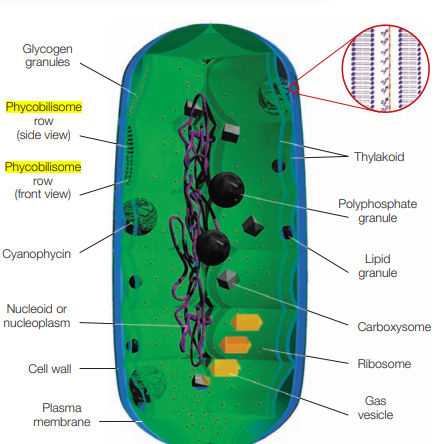 Glycogen
granules
Phycobilisome
row
(side view)
Phycobilisome
row
(front view)
Cyanophycin
Nucleoid or
nucleoplasm
Cell wall
Plasma
membrane
Thylakoid
Polyphosphate
granule
Lipid
granule
Carboxysome
Ribosome
Gas
vesicle